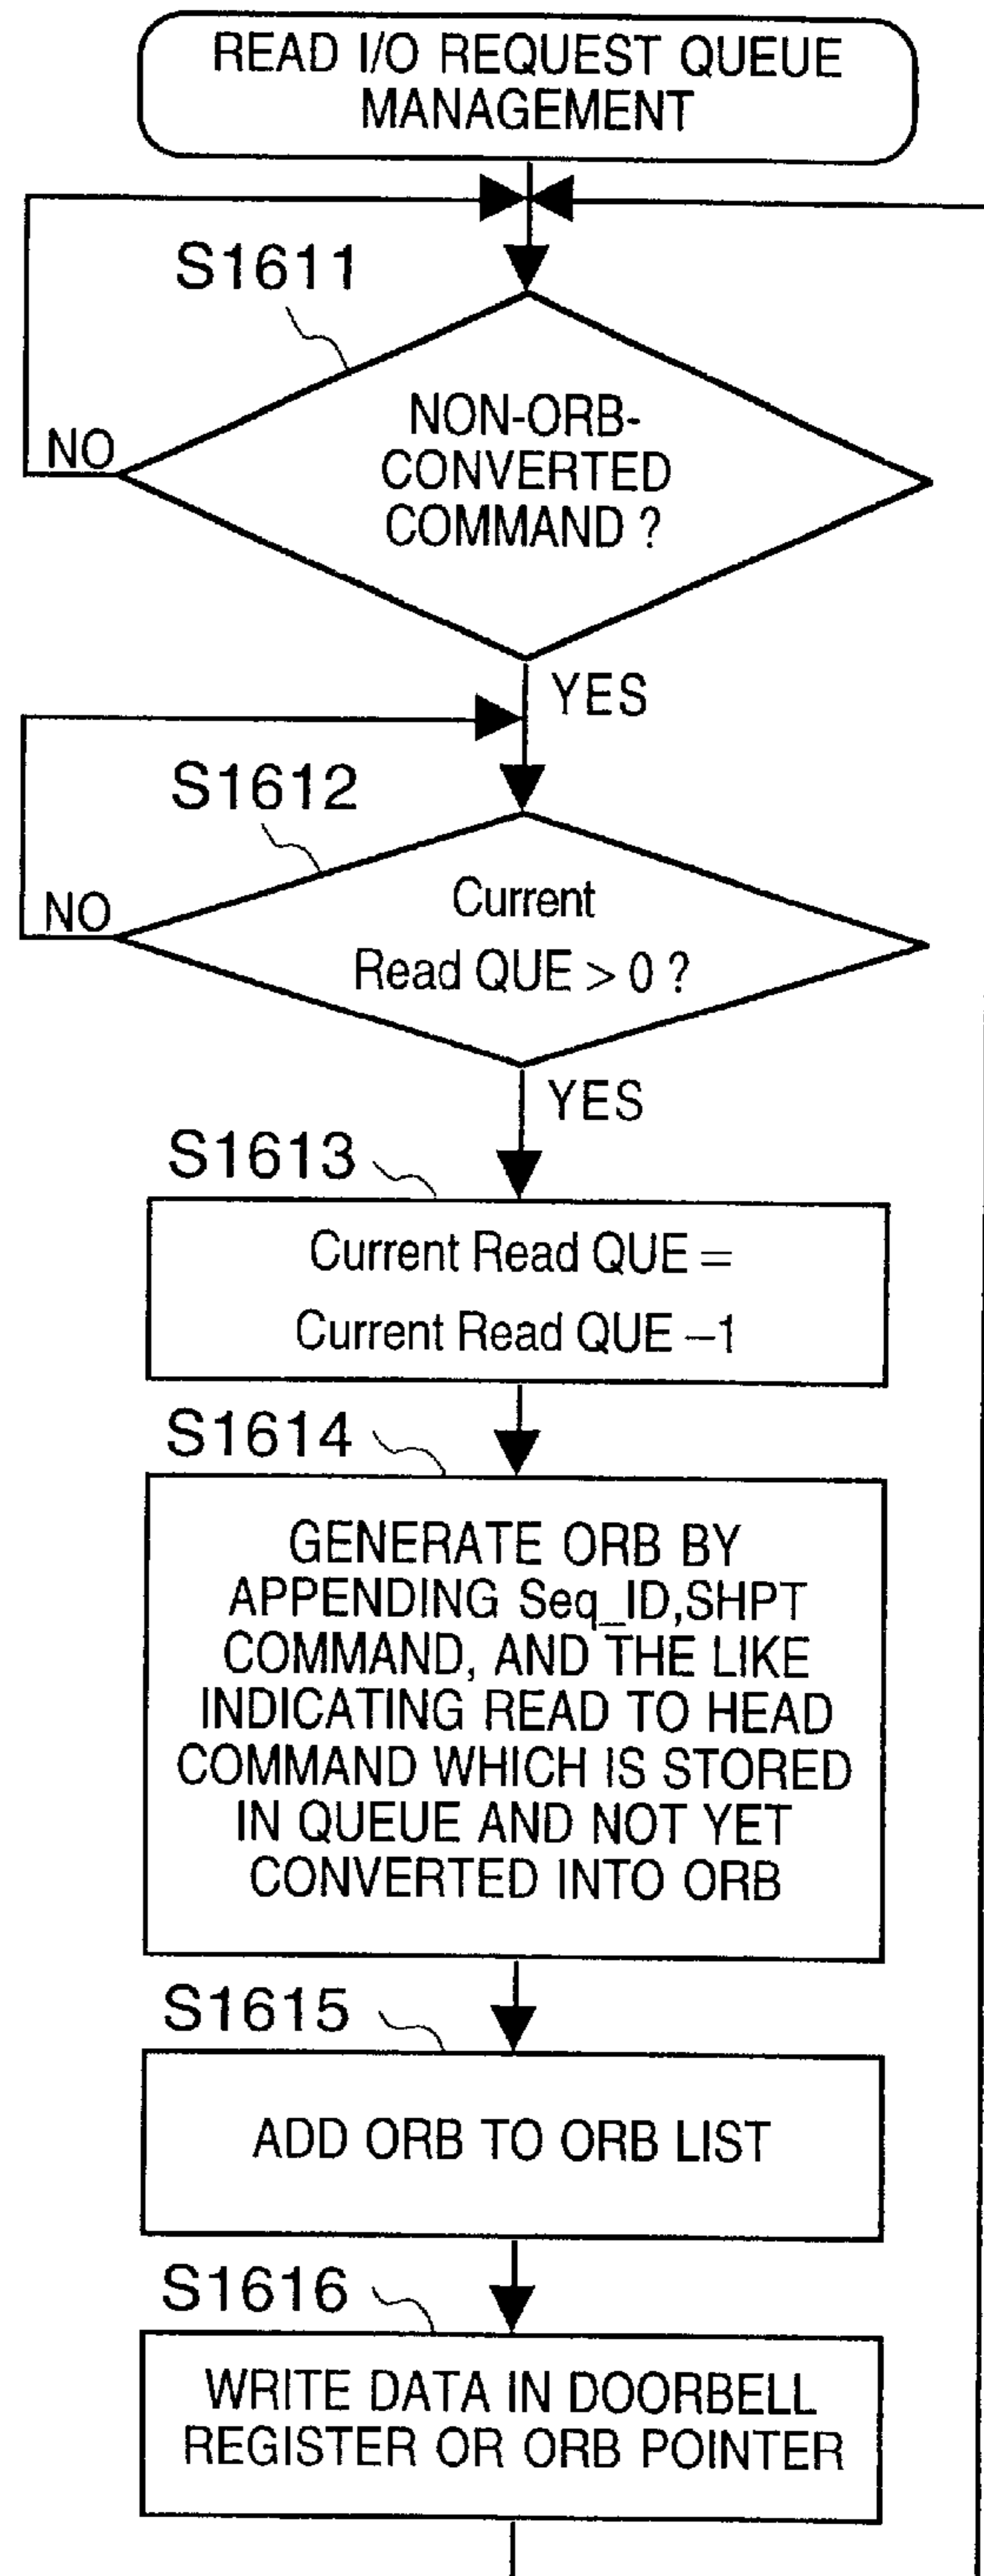 READ I/O REQUEST QUEUE
MANAGEMENT
S1611
NO
NON-ORB-
CONVERTED
COMMAND ?
YES
S1612
NO
Current
Read QUE > 0 ?
YES
S1613
Current Read QUE =
Current Read QUE –1
S1614
GENERATE ORB BY
APPENDING Seq_ID,SHPT
COMMAND, AND THE LIKE
INDICATING READ TO HEAD
COMMAND WHICH IS STORED
IN QUEUE AND NOT YET
CONVERTED INTO ORB
S1615
ADD ORB TO ORB LIST
S1616
WRITE DATA IN DOORBELL
REGISTER OR ORB POINTER